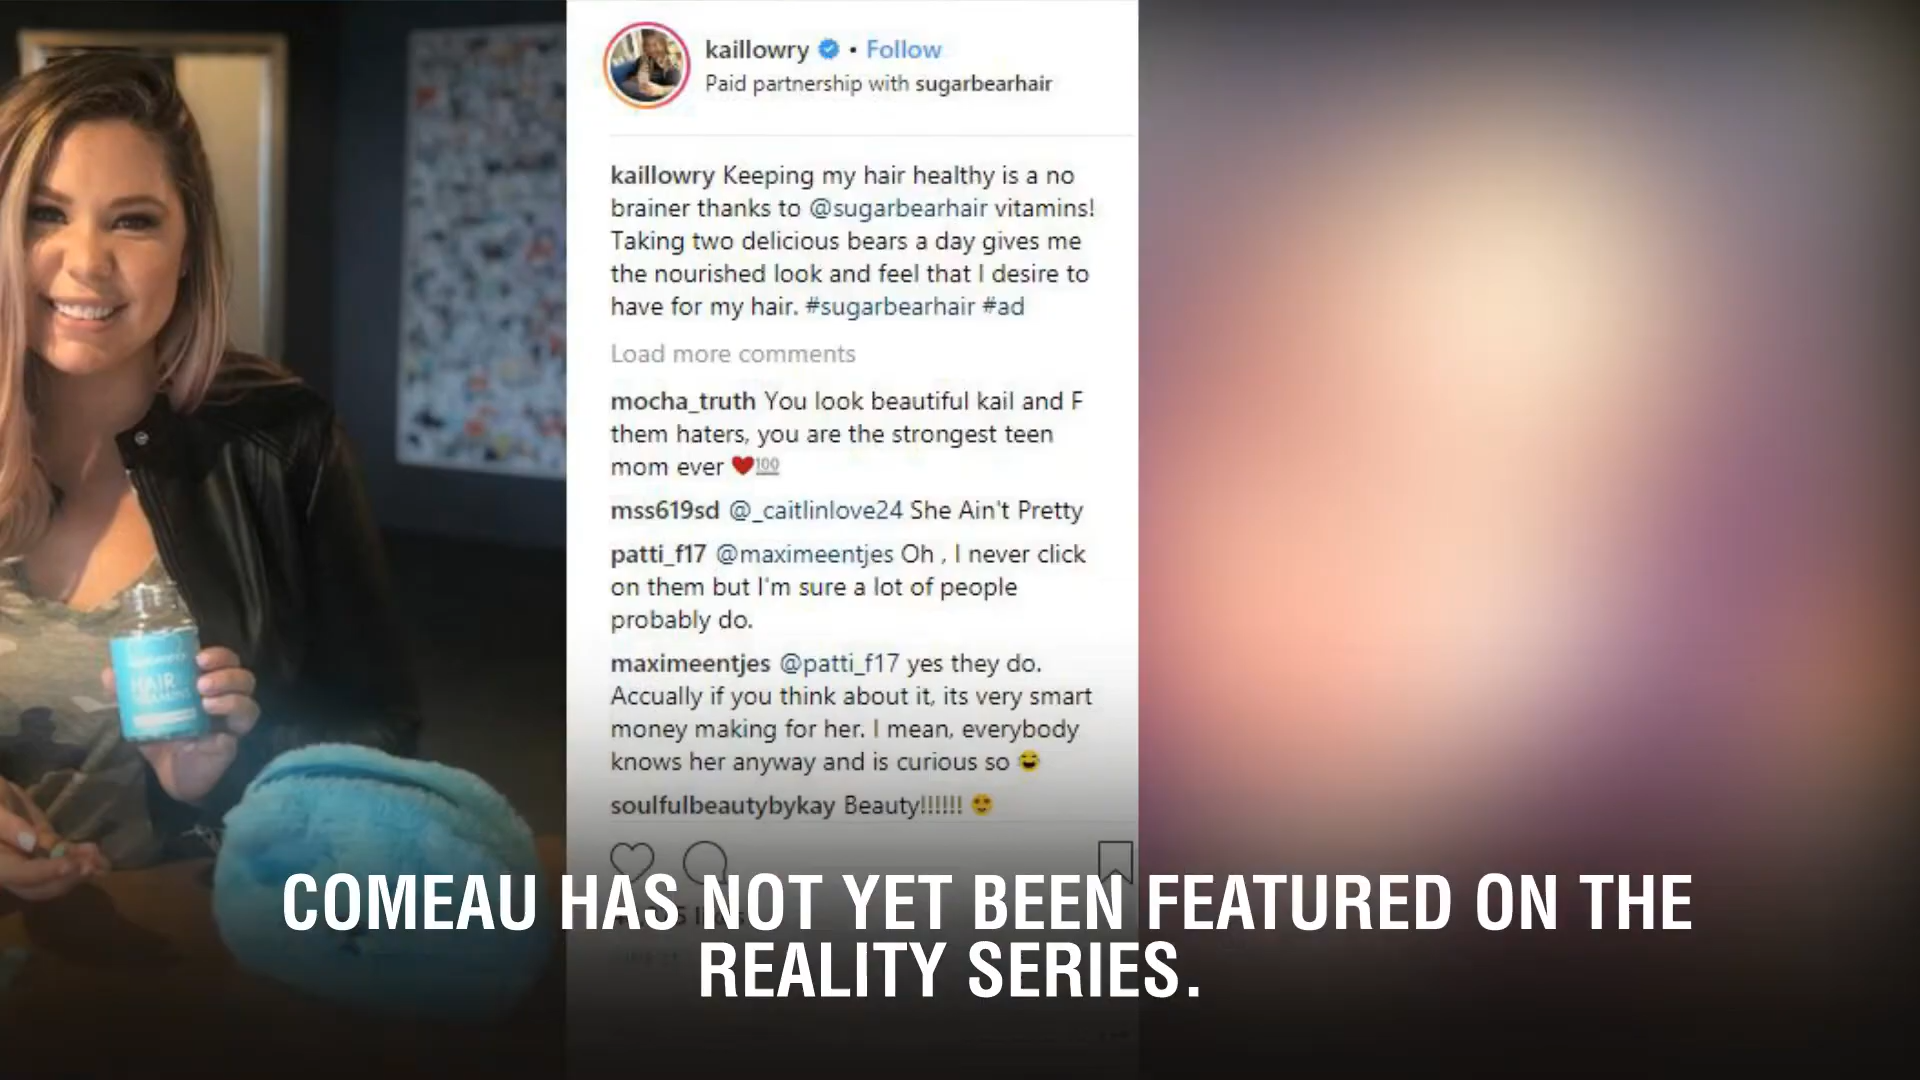 kaillowry • Follow
Paid partnership with sugarbearhair
kaillowry Keeping my hair healthy is a no
brainer thanks to @sugarbearhair vitamins!
Taking two delicious bears a day gives me
the nourished look and feel that I desire to
have for my hair. #sugarbearhair #ad
Load more comments
mocha_truth You look beautiful kail and F
them haters, you are the strongest teen
mom ever ❤️💯
mss619sd @_caitlinlove24 She Ain't Pretty
patti_f17 @maximeentjes Oh , I never click
on them but I'm sure a lot of people
probably do.
maximeentjes @patti_f17 yes they do.
Accually if you think about it, its very smart
money making for her. I mean, everybody
knows her anyway and is curious so 😂
soulfulbeautybykay Beauty!!!!!! 😍
HAIR
COMEAU HAS NOT YET BEEN FEATURED ON THE
REALITY SERIES.